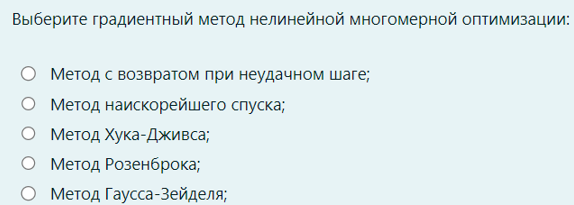 Выберите градиентный метод нелинейной многомерной оптимизации:
Метод с возвратом при неудачном шаге;
Метод наискорейшего спуска;
Метод Хука-Дживса;
Метод Розенброка;
Метод Гаусса-Зейделя;